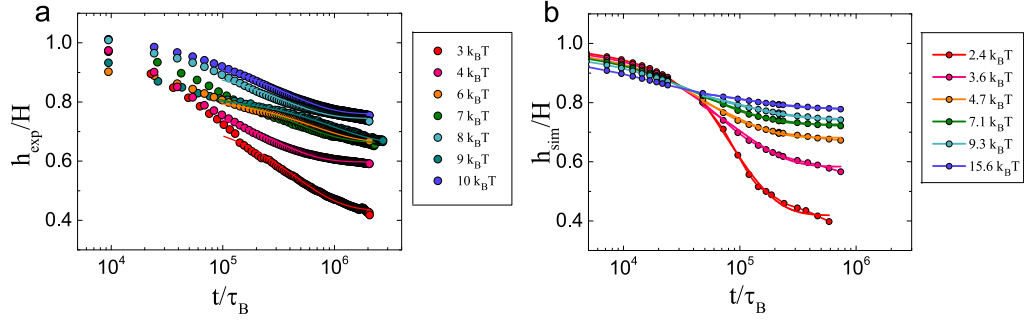 a
h_exp/H
1.0
0.8
0.6
0.4
10^4
10^5
10^6
t/τ_B
3 k_BT
4 k_BT
6 k_BT
7 k_BT
8 k_BT
9 k_BT
10 k_BT
b
h_sim/H
1.0
0.8
0.6
0.4
10^4
10^5
10^6
t/τ_B
2.4 k_BT
3.6 k_BT
4.7 k_BT
7.1 k_BT
9.3 k_BT
15.6 k_BT